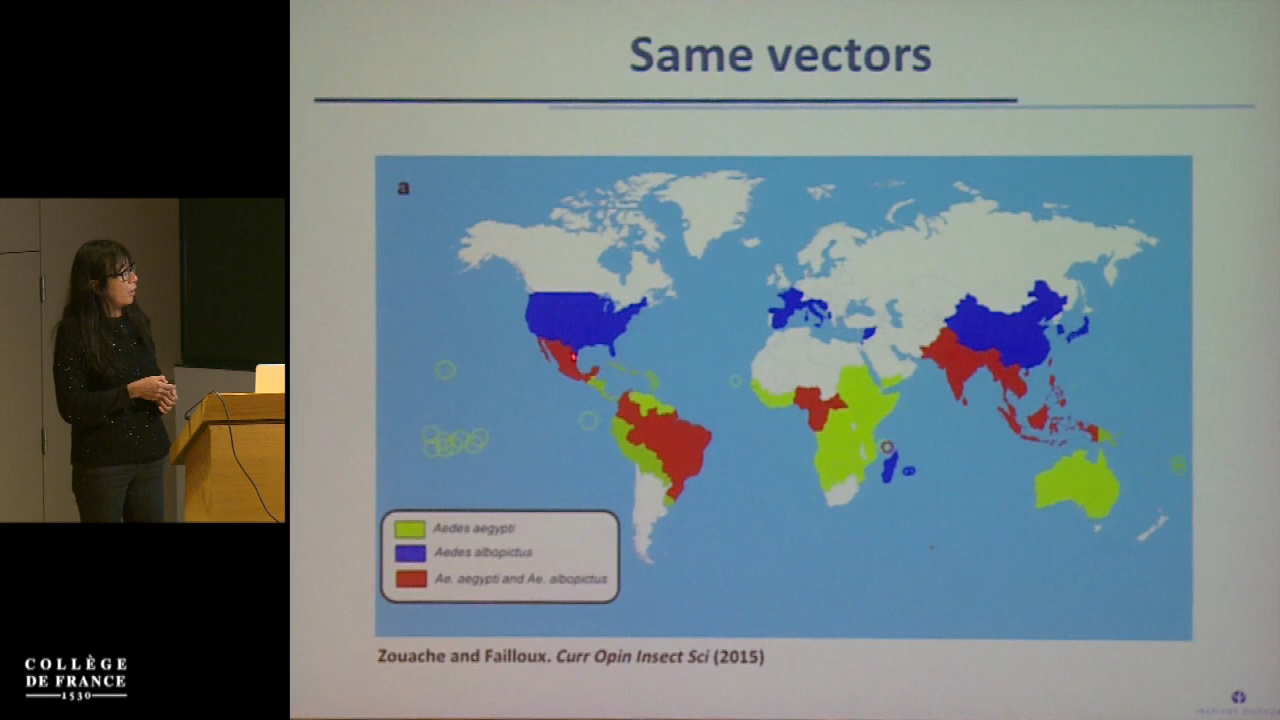 Same vectors
a
Aedes aegypti
Aedes albopictus
Ae. aegypti and Ae. albopictus
Zouache and Failloux. Curr Opin Insect Sci (2015)
COLLÈGE
DE FRANCE
1530